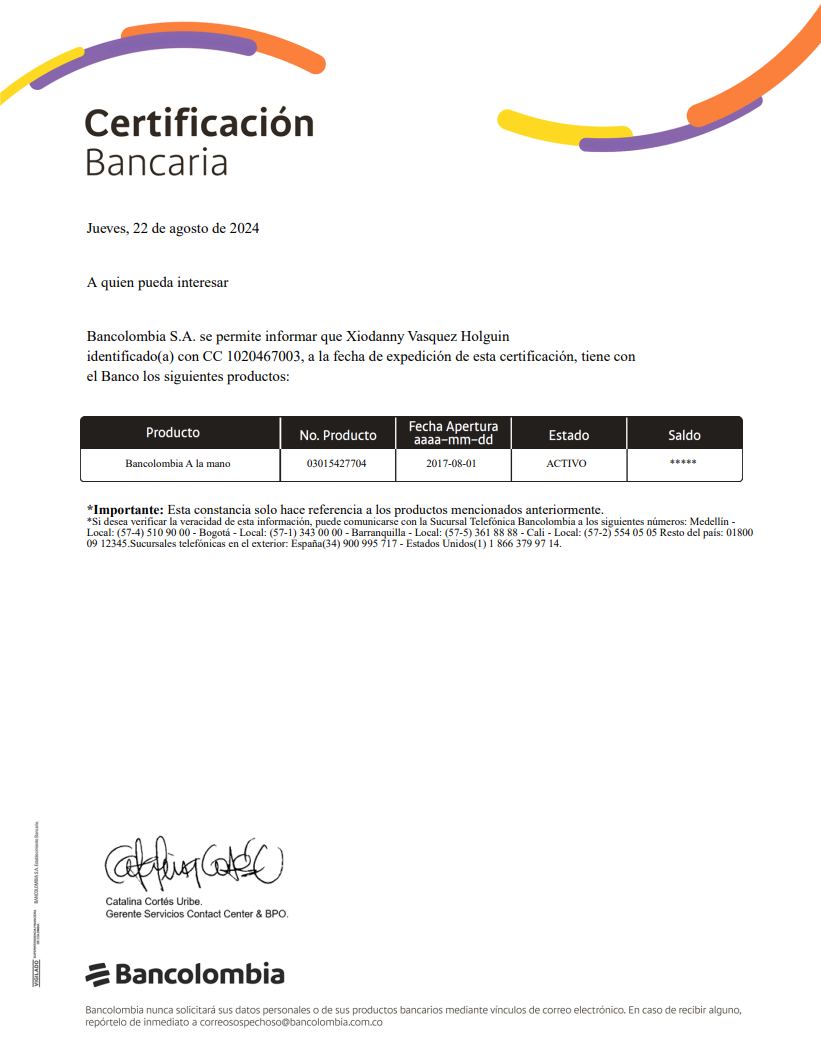 Certificación
Bancaria
Jueves, 22 de agosto de 2024
A quien pueda interesar
Bancolombia S.A. se permite informar que Xiodanny Vasquez Holguin
identificado(a) con CC 1020467003, a la fecha de expedición de esta certificación, tiene con
el Banco los siguientes productos:
Producto No. Producto Fecha Apertura aaaa-mm-dd Estado Saldo
Bancolombia A la mano 03015427704 2017-08-01 ACTIVO *****
*Importante: Esta constancia solo hace referencia a los productos mencionados anteriormente.
*Si desea verificar la veracidad de esta información, puede comunicarse con la Sucursal Telefónica Bancolombia a los siguientes números: Medellín -
Local: (57-4) 510 90 00 - Bogotá - Local: (57-1) 343 00 00 - Barranquilla - Local: (57-5) 361 88 88 - Cali - Local: (57-2) 554 05 05 Resto del país: 01800
09 12345.Sucursales telefónicas en el exterior: España(34) 900 995 717 - Estados Unidos(1) 1 866 379 97 14.
Catalina Cortés Uribe.
Gerente Servicios Contact Center & BPO.
Bancolombia
Bancolombia nunca solicitará sus datos personales o de sus productos bancarios mediante vínculos de correo electrónico. En caso de recibir alguno,
repórtelo de inmediato a correosospechoso@bancolombia.com.co
VIGILADO SUPERINTENDENCIA FINANCIERA DE COLOMBIA
BANCOLOMBIA S.A. Establecimiento Bancario